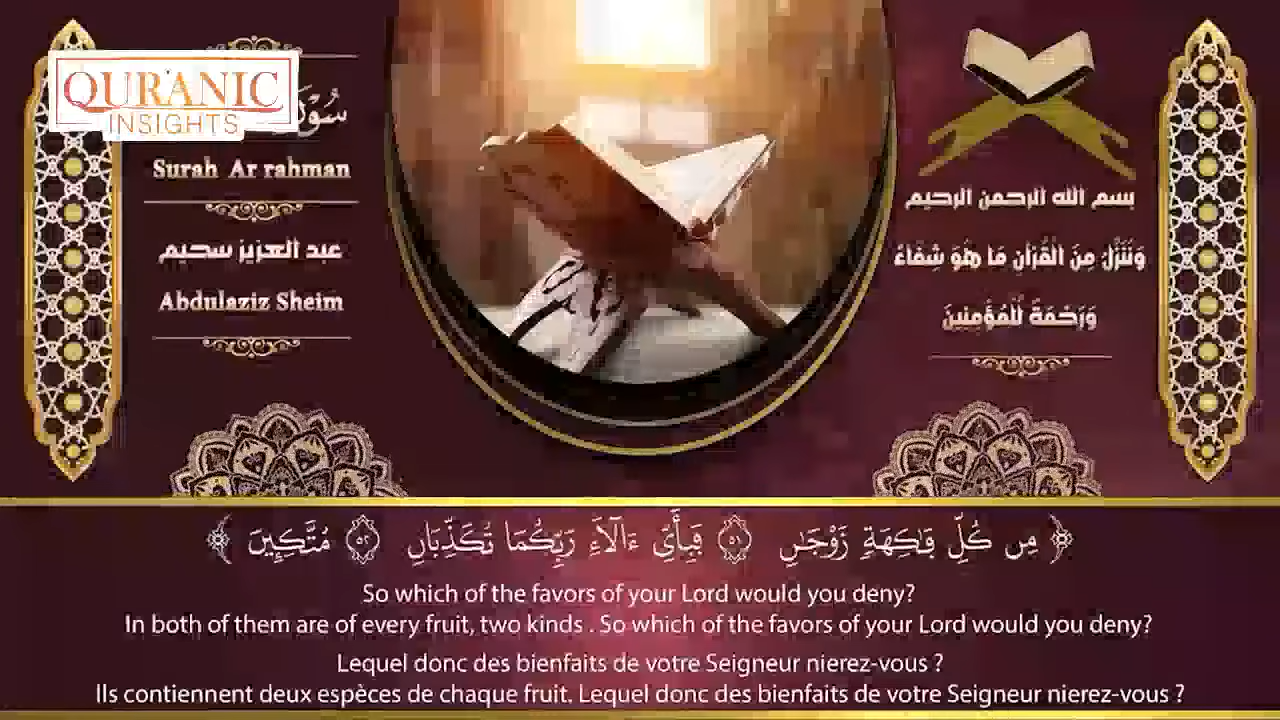 QURANIC
INSIGHTS
Surah Ar rahman
عبد العزيز سحيم
Abdulaziz Sheim
بسم الله الرحمن الرحيم
وَنُنَزِّلُ مِنَ الْقُرْآنِ مَا هُوَ شِفَاءٌ
وَرَحْمَةٌ لِّلْمُؤْمِنِينَ
مِن كُلِّ فَٰكِهَةٍ زَوْجَانِ ۝٥١ فَبِأَيِّ ءَالَآءِ رَبِّكُمَا تُكَذِّبَانِ ۝٥٢ مُتَّكِـِٔينَ
So which of the favors of your Lord would you deny?
In both of them are of every fruit, two kinds . So which of the favors of your Lord would you deny?
Lequel donc des bienfaits de votre Seigneur nierez-vous ?
Ils contiennent deux espèces de chaque fruit. Lequel donc des bienfaits de votre Seigneur nierez-vous ?